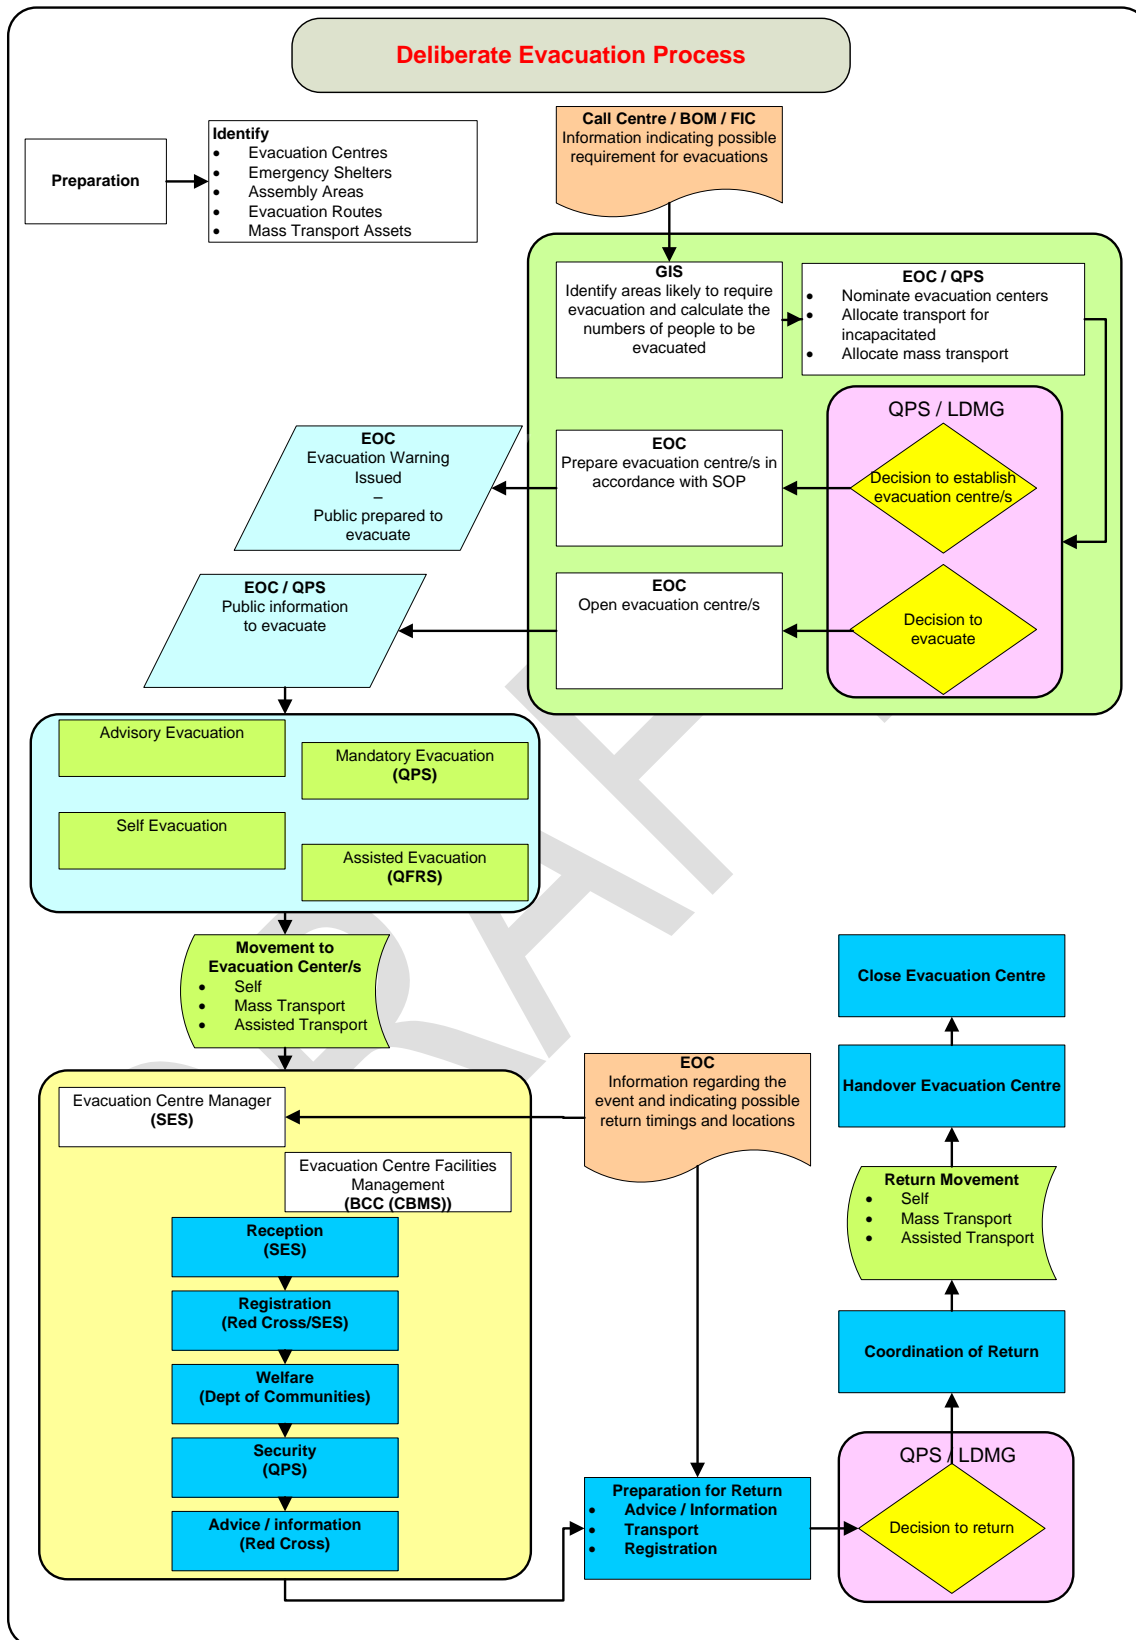 Deliberate Evacuation Process
Preparation
Identify
• Evacuation Centres
• Emergency Shelters
• Assembly Areas
• Evacuation Routes
• Mass Transport Assets
Call Centre / BOM / FIC
Information indicating possible
requirement for evacuations
GIS
Identify areas likely to require
evacuation and calculate the
numbers of people to be
evacuated
EOC / QPS
• Nominate evacuation centers
• Allocate transport for
incapacitated
• Allocate mass transport
QPS / LDMG
Decision to establish
evacuation centre/s
EOC
Prepare evacuation centre/s in
accordance with SOP
EOC
Evacuation Warning
Issued
–
Public prepared to
evacuate
Decision to
evacuate
EOC
Open evacuation centre/s
EOC / QPS
Public information
to evacuate
Advisory Evacuation
Mandatory Evacuation
(QPS)
Self Evacuation
Assisted Evacuation
(QFRS)
Movement to
Evacuation Center/s
• Self
• Mass Transport
• Assisted Transport
Evacuation Centre Manager
(SES)
Evacuation Centre Facilities
Management
(BCC (CBMS))
Reception
(SES)
Registration
(Red Cross/SES)
Welfare
(Dept of Communities)
Security
(QPS)
Advice / information
(Red Cross)
EOC
Information regarding the
event and indicating possible
return timings and locations
Preparation for Return
• Advice / Information
• Transport
• Registration
QPS / LDMG
Decision to return
Coordination of Return
Return Movement
• Self
• Mass Transport
• Assisted Transport
Handover Evacuation Centre
Close Evacuation Centre
DRAFT